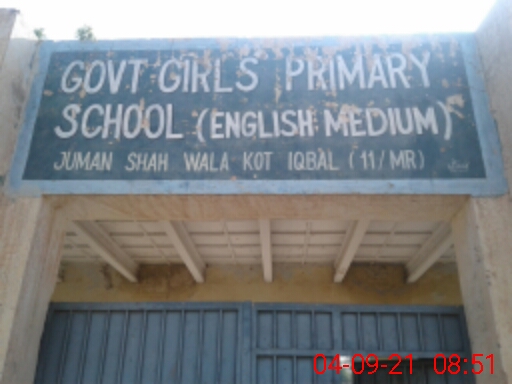 GOVT GIRLS PRIMARY
SCHOOL (ENGLISH MEDIUM)
JUMAN SHAH WALA KOT IQBAL (11/MR)
04-09-21 08:51